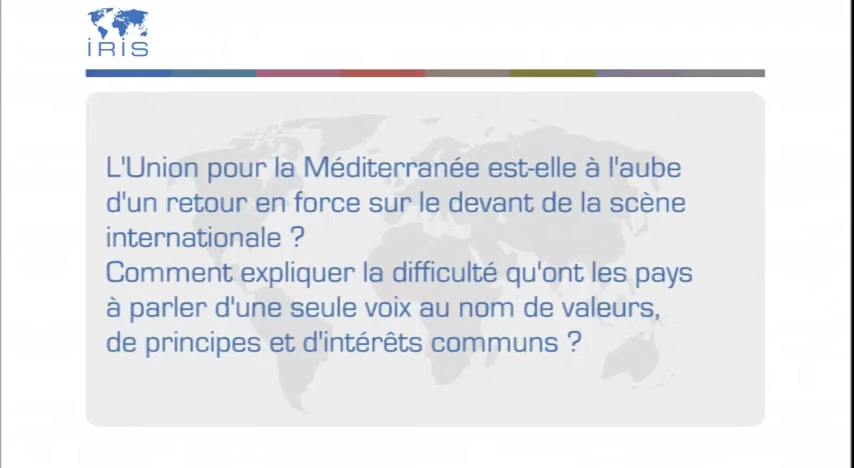 iRiS
L'Union pour la Méditerranée est-elle à l'aube
d'un retour en force sur le devant de la scène
internationale ?
Comment expliquer la difficulté qu'ont les pays
à parler d'une seule voix au nom de valeurs,
de principes et d'intérêts communs ?